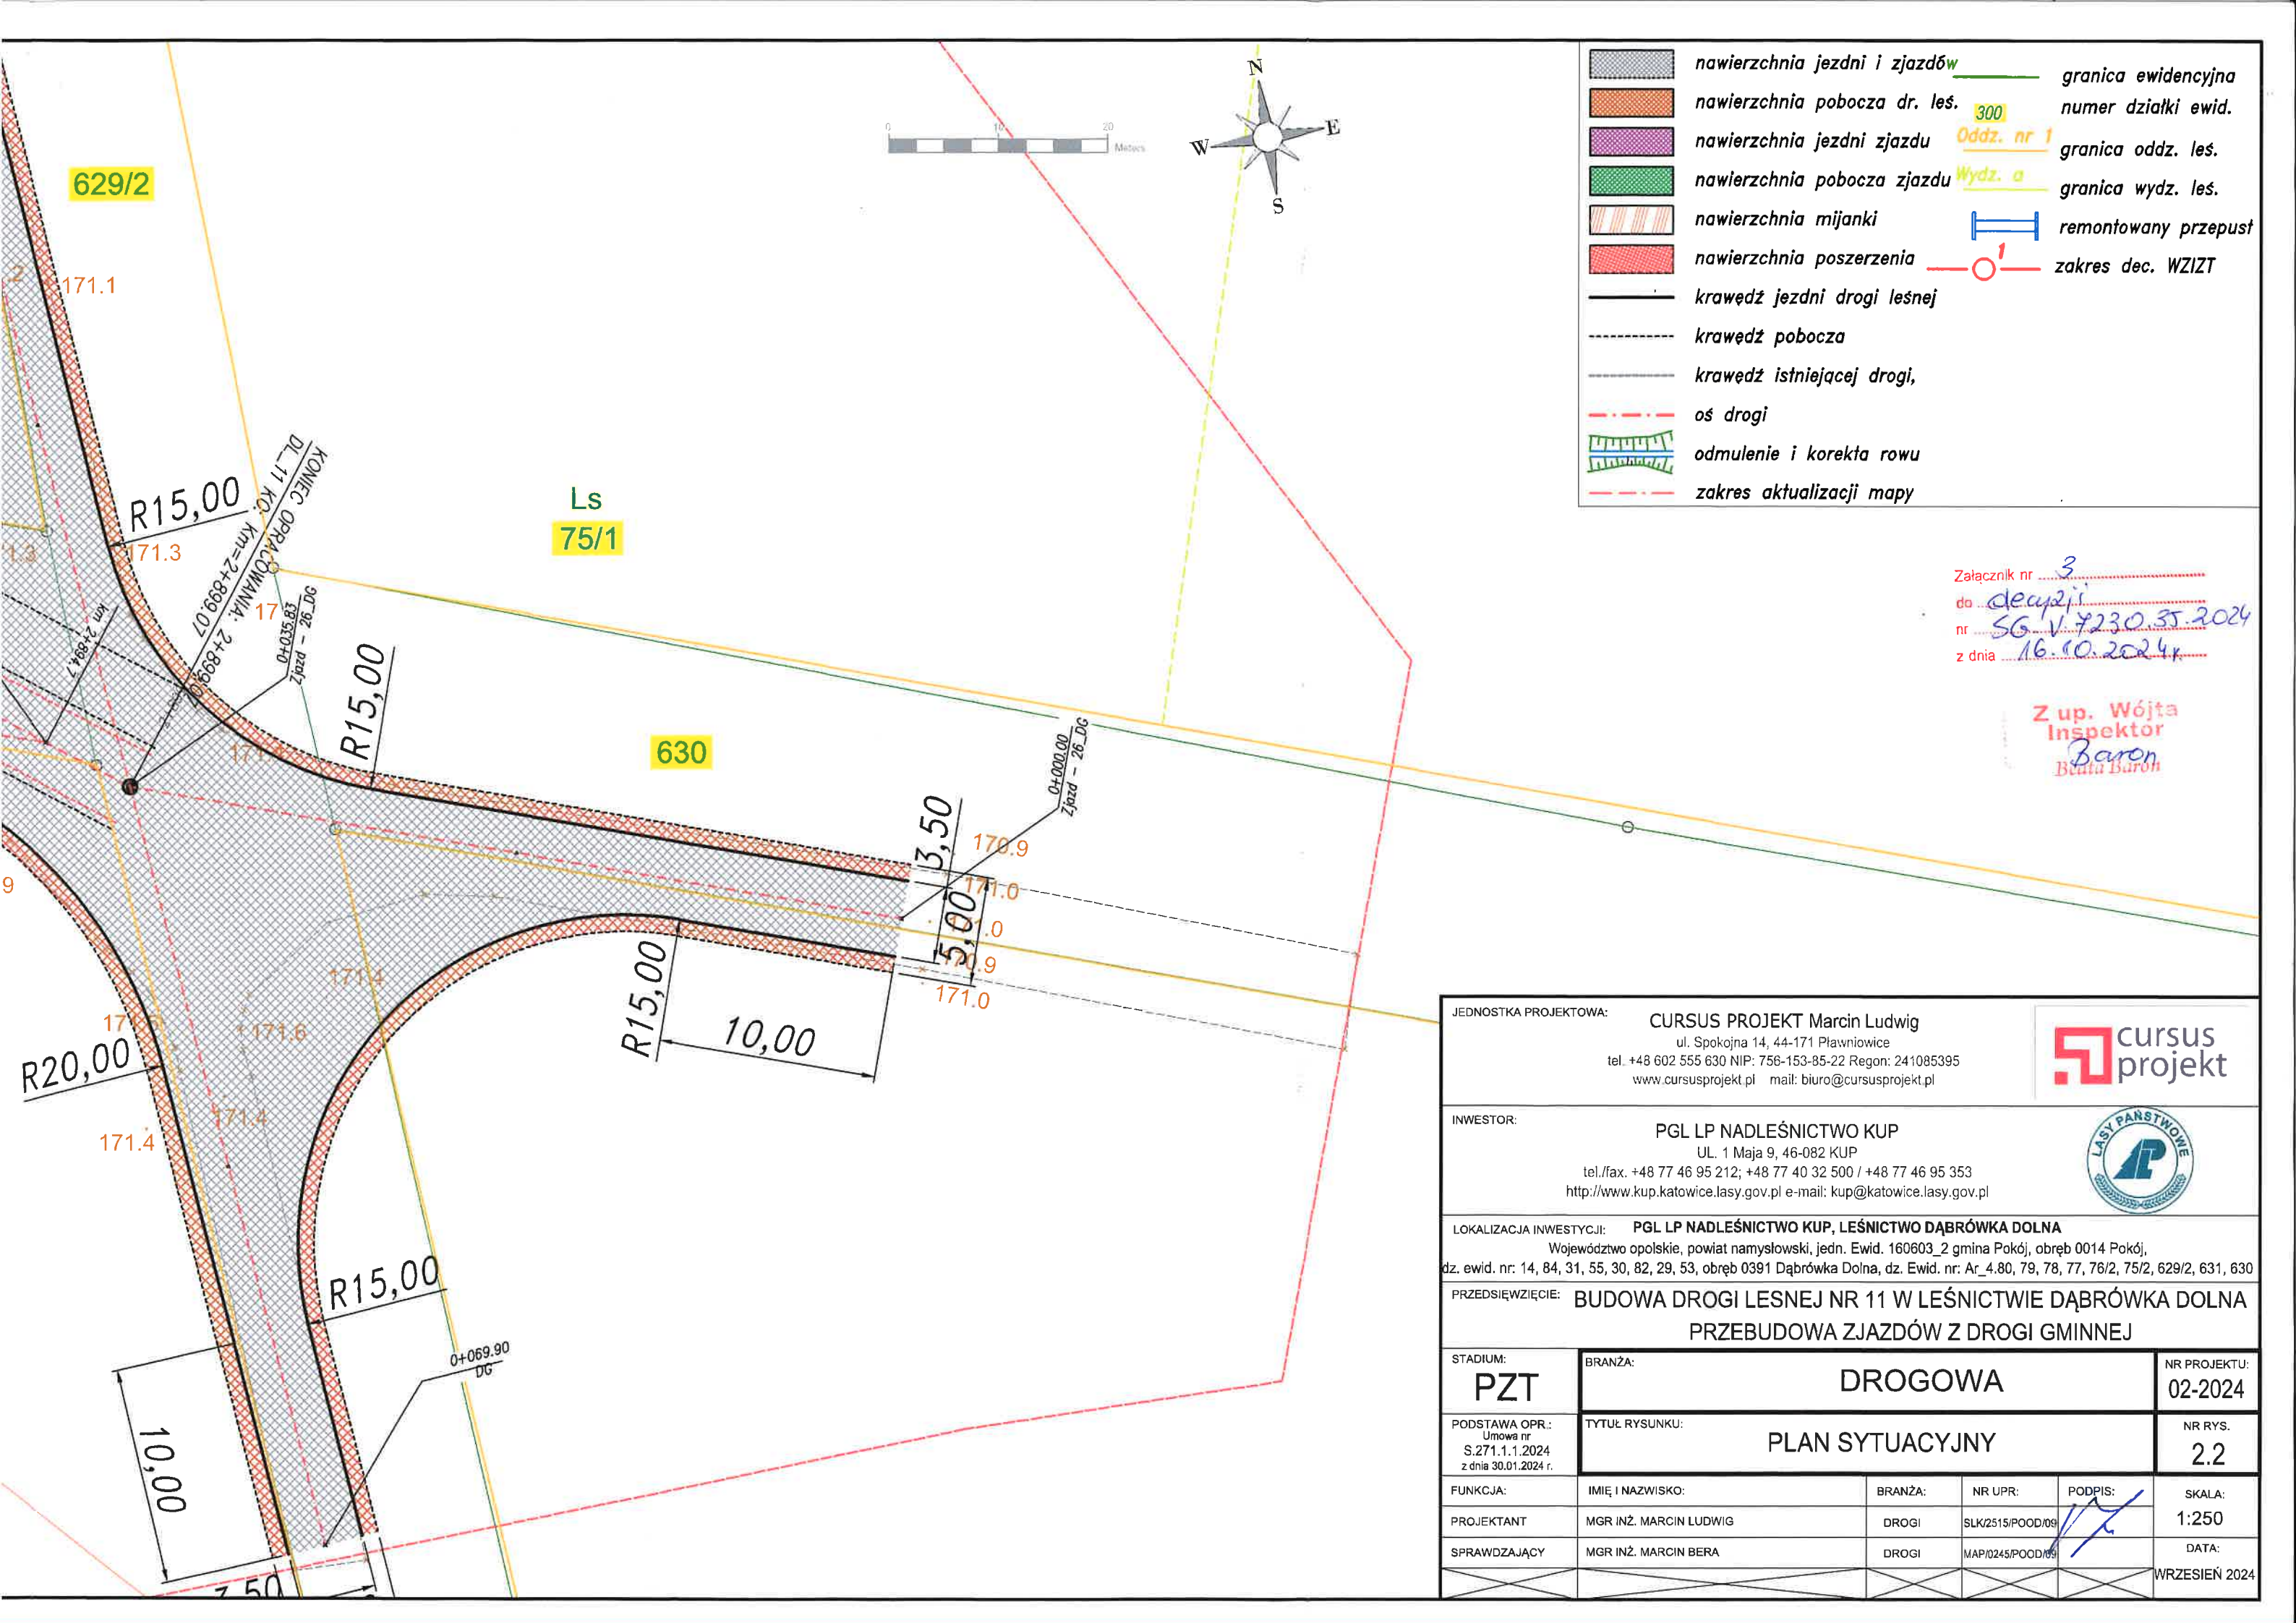 629/2
171.1
R15,00
171.3
KONIEC OPRACOWANIA: 2+899.07
DL_11 KC: Km=2+899.07
km 2+894.7
17
0+035.83
Zjazd - 26_DG
R15,00
Ls
75/1
630
0+000.00
Zjazd - 26_DG
3,50
5,00
170.9
171.0
170.9
171.0
R15,00
10,00
171.4
171.6
171.4
R20,00
171.4
R15,00
0+069.90
DG
10,00
0 10 20
Meters
N
W E
S
nawierzchnia jezdni i zjazdów
nawierzchnia pobocza dr. leś.
nawierzchnia jezdni zjazdu
nawierzchnia pobocza zjazdu
nawierzchnia mijanki
nawierzchnia poszerzenia
krawędź jezdni drogi leśnej
krawędź pobocza
krawędź istniejącej drogi,
oś drogi
odmulenie i korekta rowu
zakres aktualizacji mapy
granica ewidencyjna
300 numer działki ewid.
Oddz. nr 1 granica oddz. leś.
Wydz. a granica wydz. leś.
remontowany przepust
1 zakres dec. WZIZT
Załącznik nr 3
do decyzji
nr SG.V.7230.35.2024
z dnia 16.10.2024r.
Z up. Wójta
Inspektor
Baron
Beata Baron
JEDNOSTKA PROJEKTOWA:
CURSUS PROJEKT Marcin Ludwig
ul. Spokojna 14, 44-171 Pławniowice
tel. +48 602 555 630 NIP: 756-153-85-22 Regon: 241085395
www.cursusprojekt.pl mail: biuro@cursusprojekt.pl
cursus
projekt
INWESTOR:
PGL LP NADLEŚNICTWO KUP
UL. 1 Maja 9, 46-082 KUP
tel./fax. +48 77 46 95 212; +48 77 40 32 500 / +48 77 46 95 353
http://www.kup.katowice.lasy.gov.pl e-mail: kup@katowice.lasy.gov.pl
LASY PAŃSTWOWE
LOKALIZACJA INWESTYCJI: PGL LP NADLEŚNICTWO KUP, LEŚNICTWO DĄBRÓWKA DOLNA
Województwo opolskie, powiat namysłowski, jedn. Ewid. 160603_2 gmina Pokój, obręb 0014 Pokój,
dz. ewid. nr: 14, 84, 31, 55, 30, 82, 29, 53, obręb 0391 Dąbrówka Dolna, dz. Ewid. nr: Ar_4.80, 79, 78, 77, 76/2, 75/2, 629/2, 631, 630
PRZEDSIĘWZIĘCIE: BUDOWA DROGI LESNEJ NR 11 W LEŚNICTWIE DĄBRÓWKA DOLNA
PRZEBUDOWA ZJAZDÓW Z DROGI GMINNEJ
STADIUM:
PZT
BRANŻA:
DROGOWA
NR PROJEKTU:
02-2024
PODSTAWA OPR.:
Umowa nr
S.271.1.1.2024
z dnia 30.01.2024 r.
TYTUŁ RYSUNKU:
PLAN SYTUACYJNY
NR RYS.
2.2
FUNKCJA: IMIĘ I NAZWISKO: BRANŻA: NR UPR: PODPIS:
PROJEKTANT MGR INŻ. MARCIN LUDWIG DROGI SLK/2515/POOD/09
SPRAWDZAJĄCY MGR INŻ. MARCIN BERA DROGI MAP/0245/POOD/09
SKALA:
1:250
DATA:
WRZESIEŃ 2024